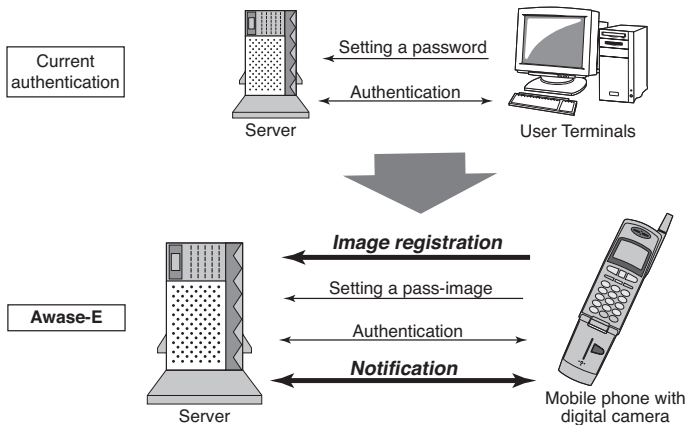 Current
authentication
Setting a password
Authentication
Server
User Terminals
Image registration
Setting a pass-image
Authentication
Notification
Awase-E
Server
Mobile phone with
digital camera